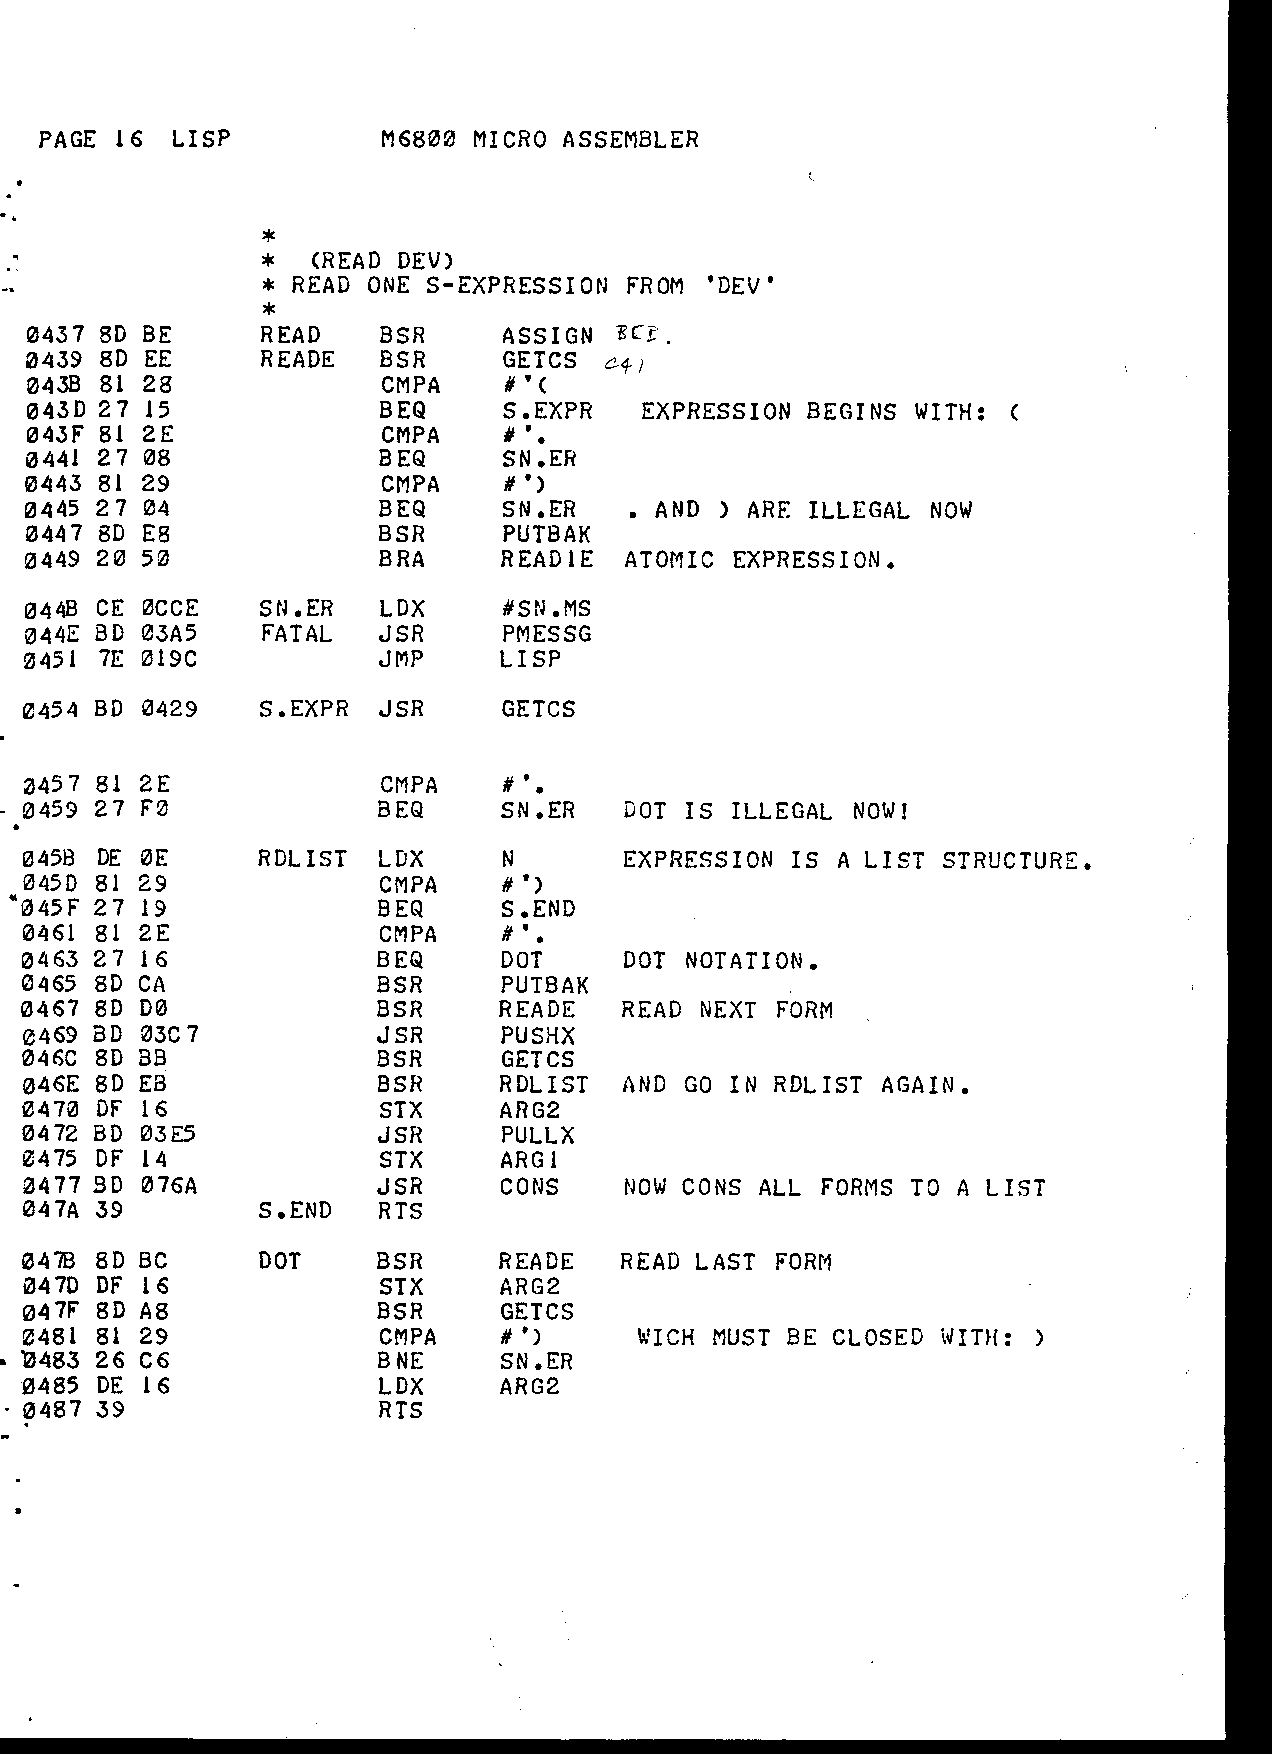 PAGE 16 LISP M6800 MICRO ASSEMBLER
*
* (READ DEV)
* READ ONE S-EXPRESSION FROM 'DEV'
*
0437 8D BE READ BSR ASSIGN
0439 8D EE READE BSR GETCS
043B 81 28 CMPA #'(
043D 27 15 BEQ S.EXPR EXPRESSION BEGINS WITH: (
043F 81 2E CMPA #'.
0441 27 08 BEQ SN.ER
0443 81 29 CMPA #')
0445 27 04 BEQ SN.ER . AND ) ARE ILLEGAL NOW
0447 8D E8 BSR PUTBAK
0449 20 50 BRA READ1E ATOMIC EXPRESSION.
044B CE 0CCE SN.ER LDX #SN.MS
044E BD 03A5 FATAL JSR PMESSG
0451 7E 019C JMP LISP
0454 BD 0429 S.EXPR JSR GETCS
0457 81 2E CMPA #'.
0459 27 F0 BEQ SN.ER DOT IS ILLEGAL NOW!
045B DE 0E RDLIST LDX N EXPRESSION IS A LIST STRUCTURE.
045D 81 29 CMPA #')
045F 27 19 BEQ S.END
0461 81 2E CMPA #'.
0463 27 16 BEQ DOT DOT NOTATION.
0465 8D CA BSR PUTBAK
0467 8D D0 BSR READE READ NEXT FORM
0469 BD 03C7 JSR PUSHX
046C 8D BB BSR GETCS
046E 8D EB BSR RDLIST AND GO IN RDLIST AGAIN.
0470 DF 16 STX ARG2
0472 BD 03E5 JSR PULLX
0475 DF 14 STX ARG1
0477 BD 076A JSR CONS NOW CONS ALL FORMS TO A LIST
047A 39 S.END RTS
047B 8D BC DOT BSR READE READ LAST FORM
047D DF 16 STX ARG2
047F 8D A8 BSR GETCS
0481 81 29 CMPA #') WICH MUST BE CLOSED WITH: )
0483 26 C6 BNE SN.ER
0485 DE 16 LDX ARG2
0487 39 RTS